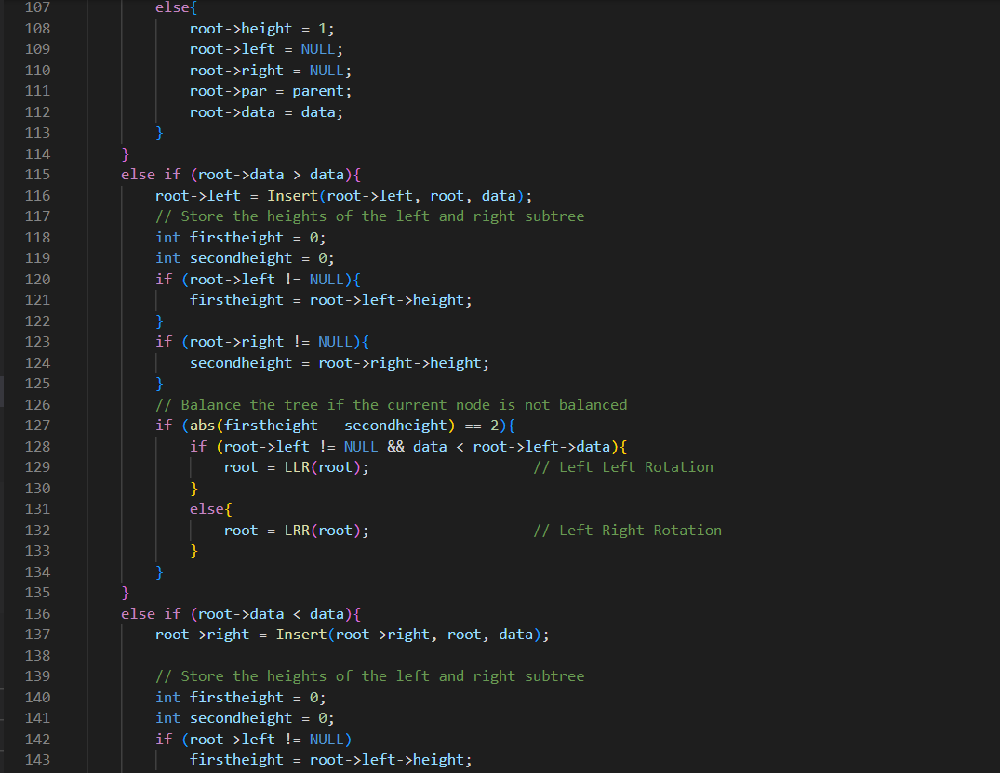 107 else{
108 root->height = 1;
109 root->left = NULL;
110 root->right = NULL;
111 root->par = parent;
112 root->data = data;
113 }
114 }
115 else if (root->data > data){
116 root->left = Insert(root->left, root, data);
117 // Store the heights of the left and right subtree
118 int firstheight = 0;
119 int secondheight = 0;
120 if (root->left != NULL){
121 firstheight = root->left->height;
122 }
123 if (root->right != NULL){
124 secondheight = root->right->height;
125 }
126 // Balance the tree if the current node is not balanced
127 if (abs(firstheight - secondheight) == 2){
128 if (root->left != NULL && data < root->left->data){
129 root = LLR(root); // Left Left Rotation
130 }
131 else{
132 root = LRR(root); // Left Right Rotation
133 }
134 }
135 }
136 else if (root->data < data){
137 root->right = Insert(root->right, root, data);
138
139 // Store the heights of the left and right subtree
140 int firstheight = 0;
141 int secondheight = 0;
142 if (root->left != NULL)
143 firstheight = root->left->height;